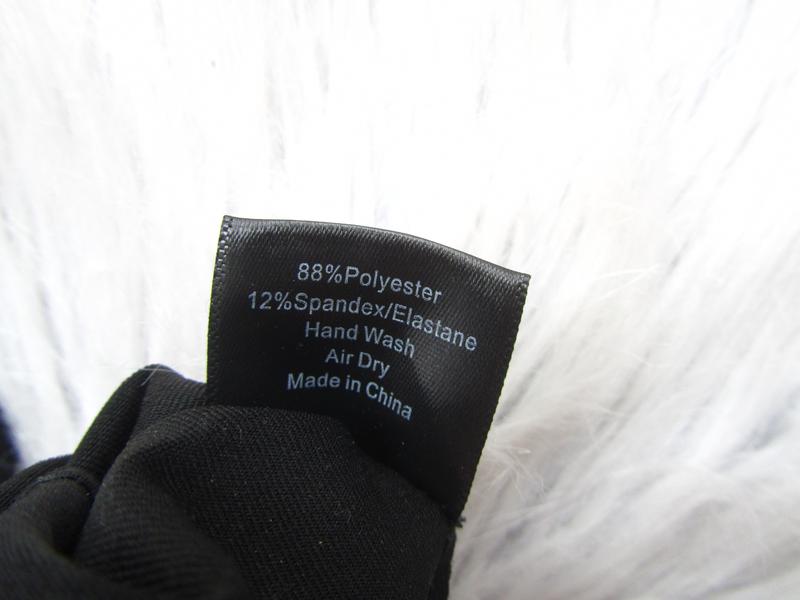 88%Polyester
12%Spandex/Elastane
Hand Wash
Air Dry
Made in China